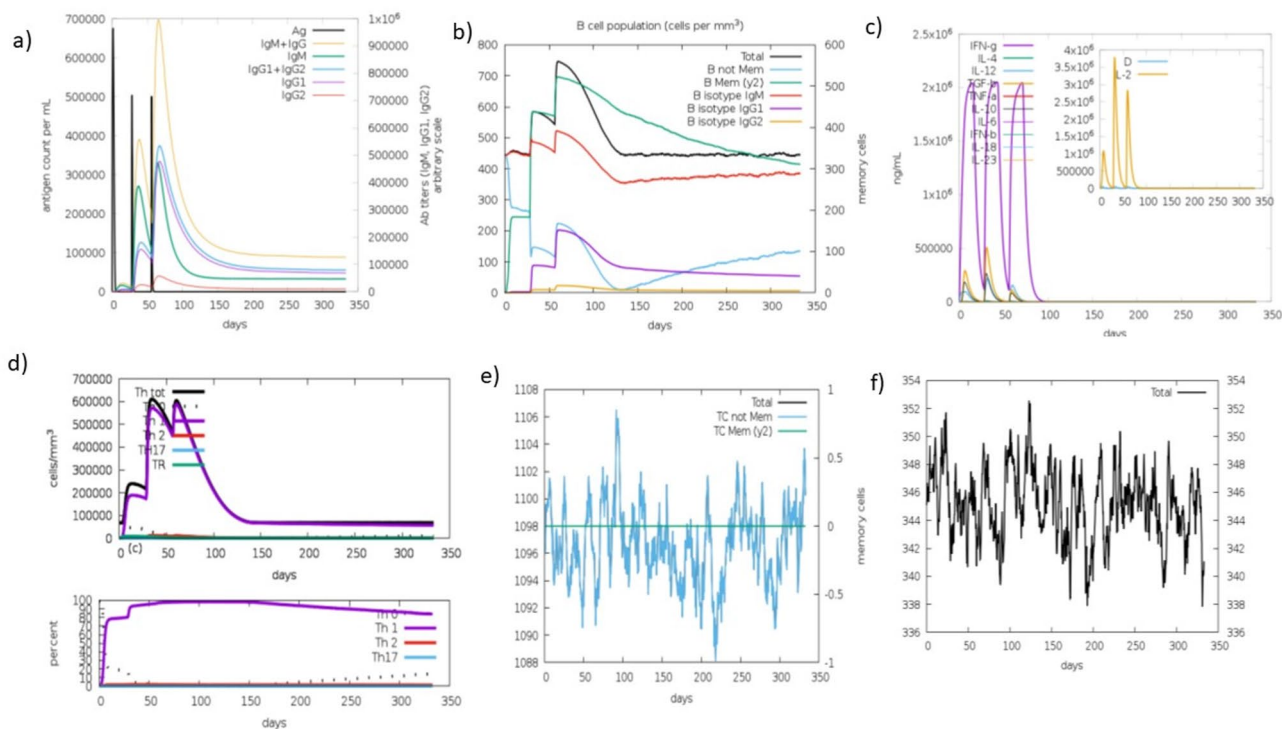 a)
Ag
IgM+IgG
IgM
IgG1+IgG2
IgG1
IgG2
700000
600000
500000
400000
300000
200000
100000
0
antigen count per mL
1x10⁶
900000
800000
700000
600000
500000
400000
300000
200000
100000
0
Ab titers (IgM, IgG1, IgG2)
arbitrary scale
0 50 100 150 200 250 300 350
days
b)
B cell population (cells per mm³)
Total
B not Mem
B Mem (y2)
B isotype IgM
B isotype IgG1
B isotype IgG2
800
700
600
500
400
300
200
100
0
600
500
400
300
200
100
0
memory cells
0 50 100 150 200 250 300 350
days
c)
IFN-g
IL-4
IL-12
TGF-b
TNF-a
IL-10
IL-6
IFN-b
IL-18
IL-23
2.5x10⁶
2x10⁶
1.5x10⁶
1x10⁶
500000
0
ng/mL
D
IL-2
4x10⁶
3.5x10⁶
3x10⁶
2.5x10⁶
2x10⁶
1.5x10⁶
1x10⁶
500000
0
0 50 100 150 200 250 300 350
0 50 100 150 200 250 300 350
days
d)
Th tot
Th 0
Th 1
Th 2
TH17
TR
700000
600000
500000
400000
300000
200000
100000
0
cells/mm³
(c)
0 50 100 150 200 250 300 350
days
Th 0
Th 1
Th 2
Th17
100
90
80
70
60
50
40
30
20
10
0
percent
0 50 100 150 200 250 300 350
days
e)
Total
TC not Mem
TC Mem (y2)
1108
1106
1104
1102
1100
1098
1096
1094
1092
1090
1088
1
0.5
0
-0.5
-1
memory cells
0 50 100 150 200 250 300 350
days
f)
Total
354
352
350
348
346
344
342
340
338
336
354
352
350
348
346
344
342
340
338
336
0 50 100 150 200 250 300 350
days